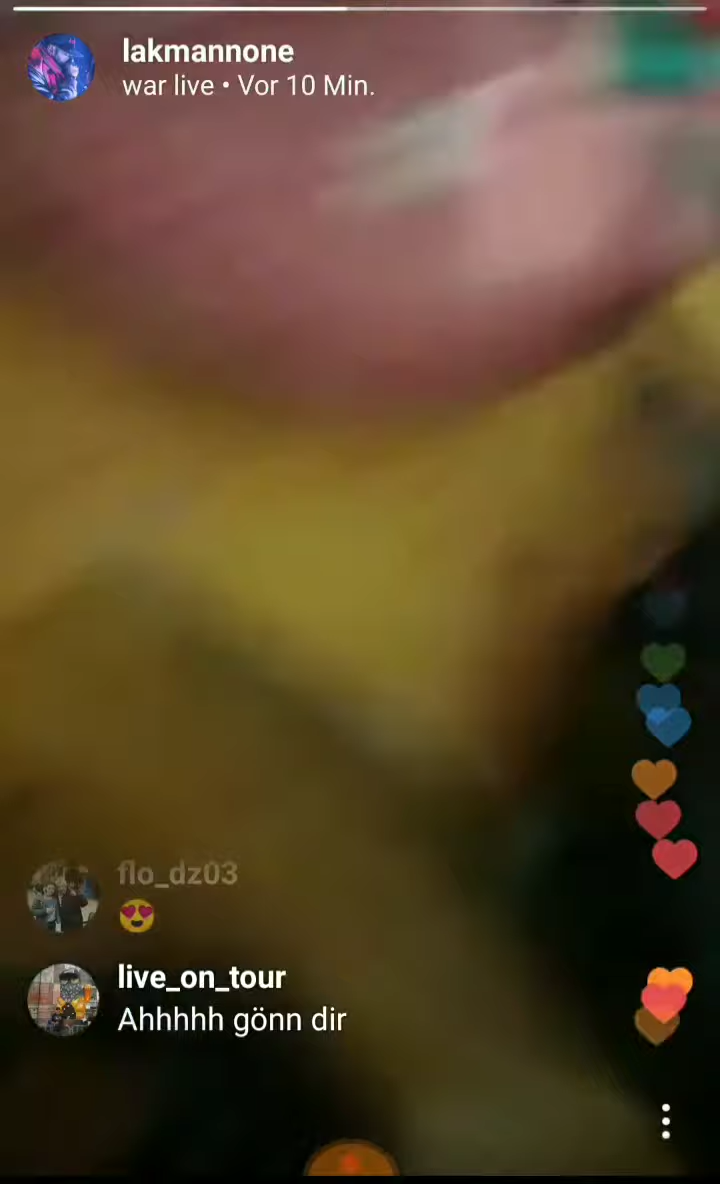 lakmannone
war live • Vor 10 Min.
flo_dz03
😍
live_on_tour
Ahhhhh gönn dir